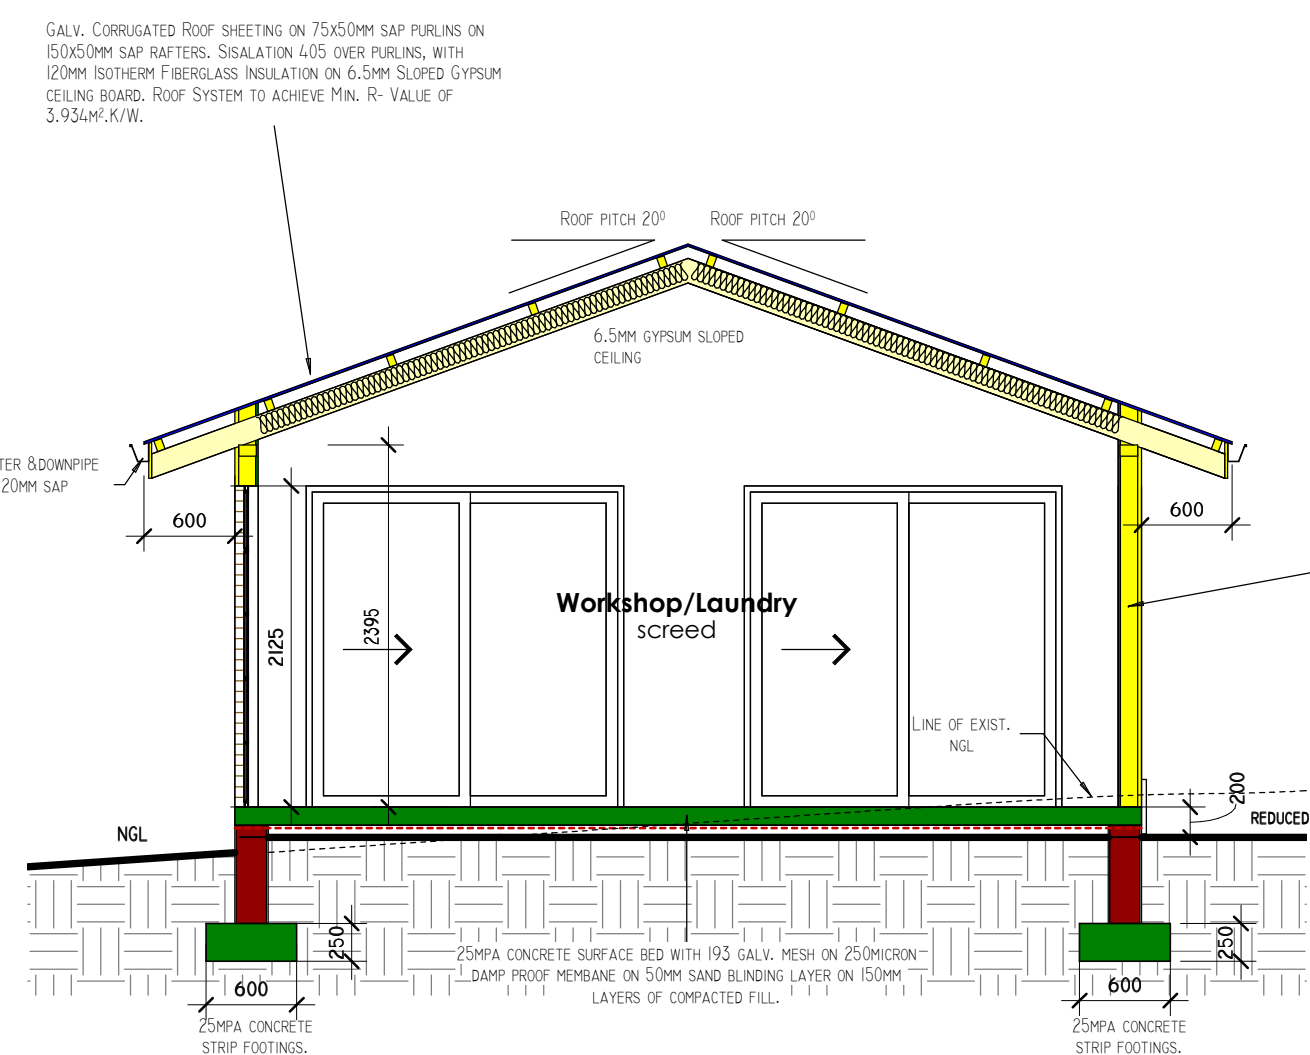 Galv. Corrugated Roof sheeting on 75x50mm sap purlins on
150x50mm sap rafters. Sisalation 405 over purlins, with
120mm Isotherm Fiberglass Insulation on 6.5mm Sloped Gypsum
ceiling board. Roof System to achieve Min. R- Value of
3.934m².K/W.
Roof pitch 20⁰
Roof pitch 20⁰
6.5mm gypsum sloped
ceiling
ter &downpipe
20mm sap
600
600
2125
2395
Workshop/Laundry
screed
Line of exist.
NGL
200
NGL
REDUCED
250
250
25MPa concrete surface bed with 193 galv. mesh on 250micron
damp proof membane on 50mm sand blinding layer on 150mm
layers of compacted fill.
600
600
25MPa concrete
strip footings.
25MPa concrete
strip footings.